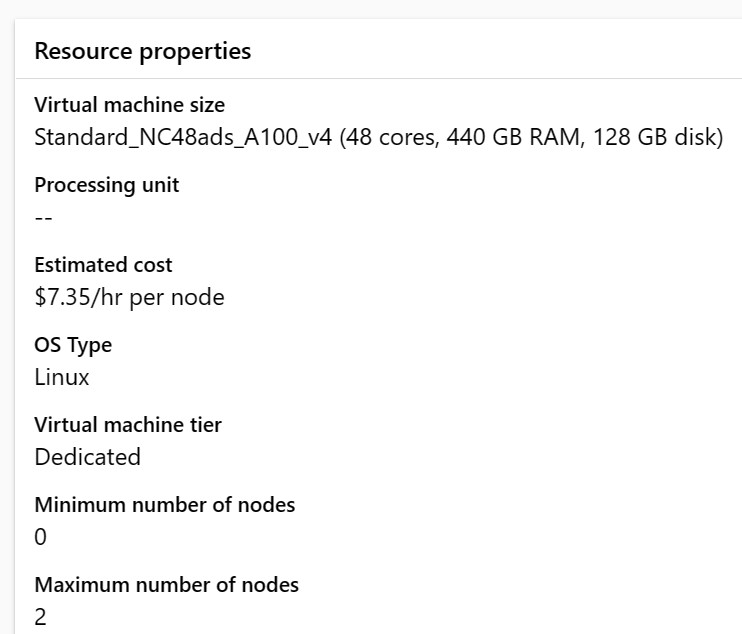 Resource properties
Virtual machine size
Standard_NC48ads_A100_v4 (48 cores, 440 GB RAM, 128 GB disk)
Processing unit
--
Estimated cost
$7.35/hr per node
OS Type
Linux
Virtual machine tier
Dedicated
Minimum number of nodes
0
Maximum number of nodes
2